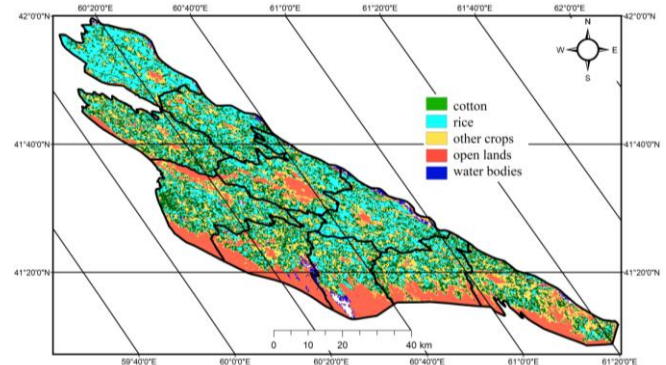 60°20'0"E 60°40'0"E 61°0'0"E 61°20'0"E 61°40'0"E 62°0'0"E
42°0'0"N 42°0'0"N
N
W E
S
cotton
rice
other crops
open lands
water bodies
41°40'0"N 41°40'0"N
41°20'0"N 41°20'0"N
0 10 20 40 km
59°40'0"E 60°0'0"E 60°20'0"E 60°40'0"E 61°0'0"E 61°20'0"E